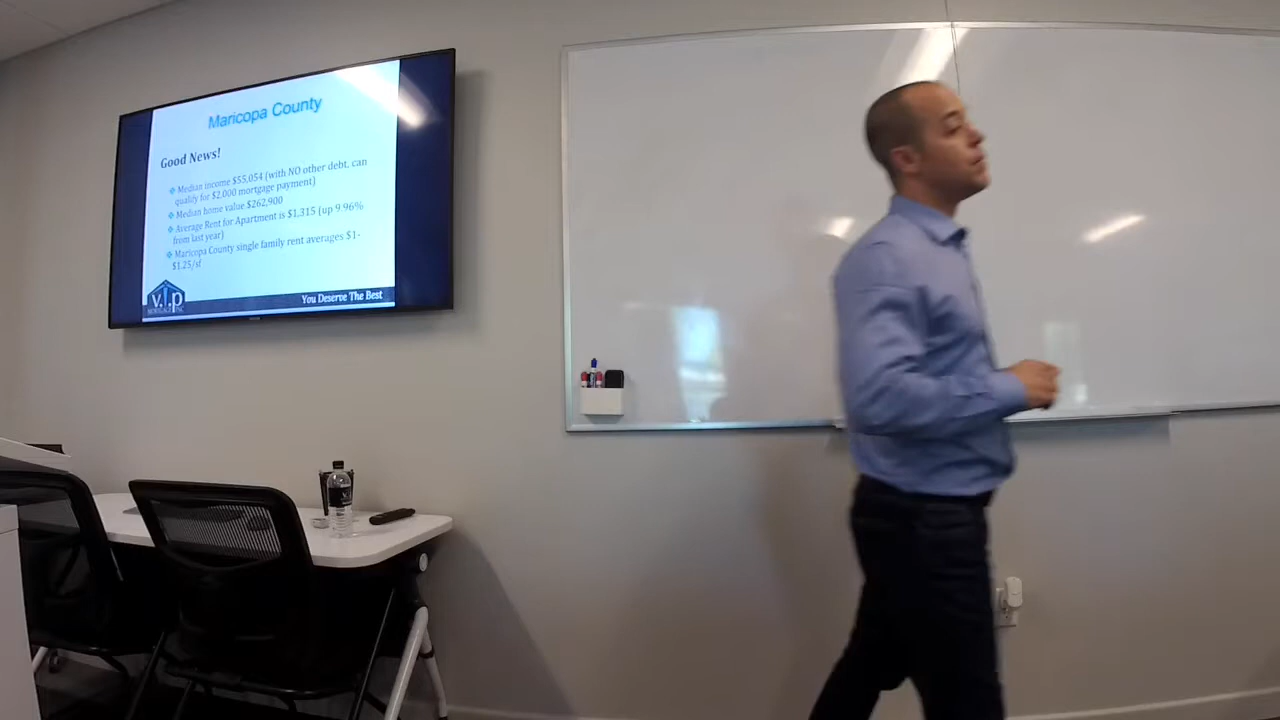 Maricopa County
Good News!
Median income $55,054 (with NO other debt, can
qualify for $2,000 mortgage payment)
Median home value $262,900
Average Rent for Apartment is $1,315 (up 9.96%
from last year)
Maricopa County single family rent averages $1-
$1.25/sf
v.i.p
MORTGAGE INC
You Deserve The Best